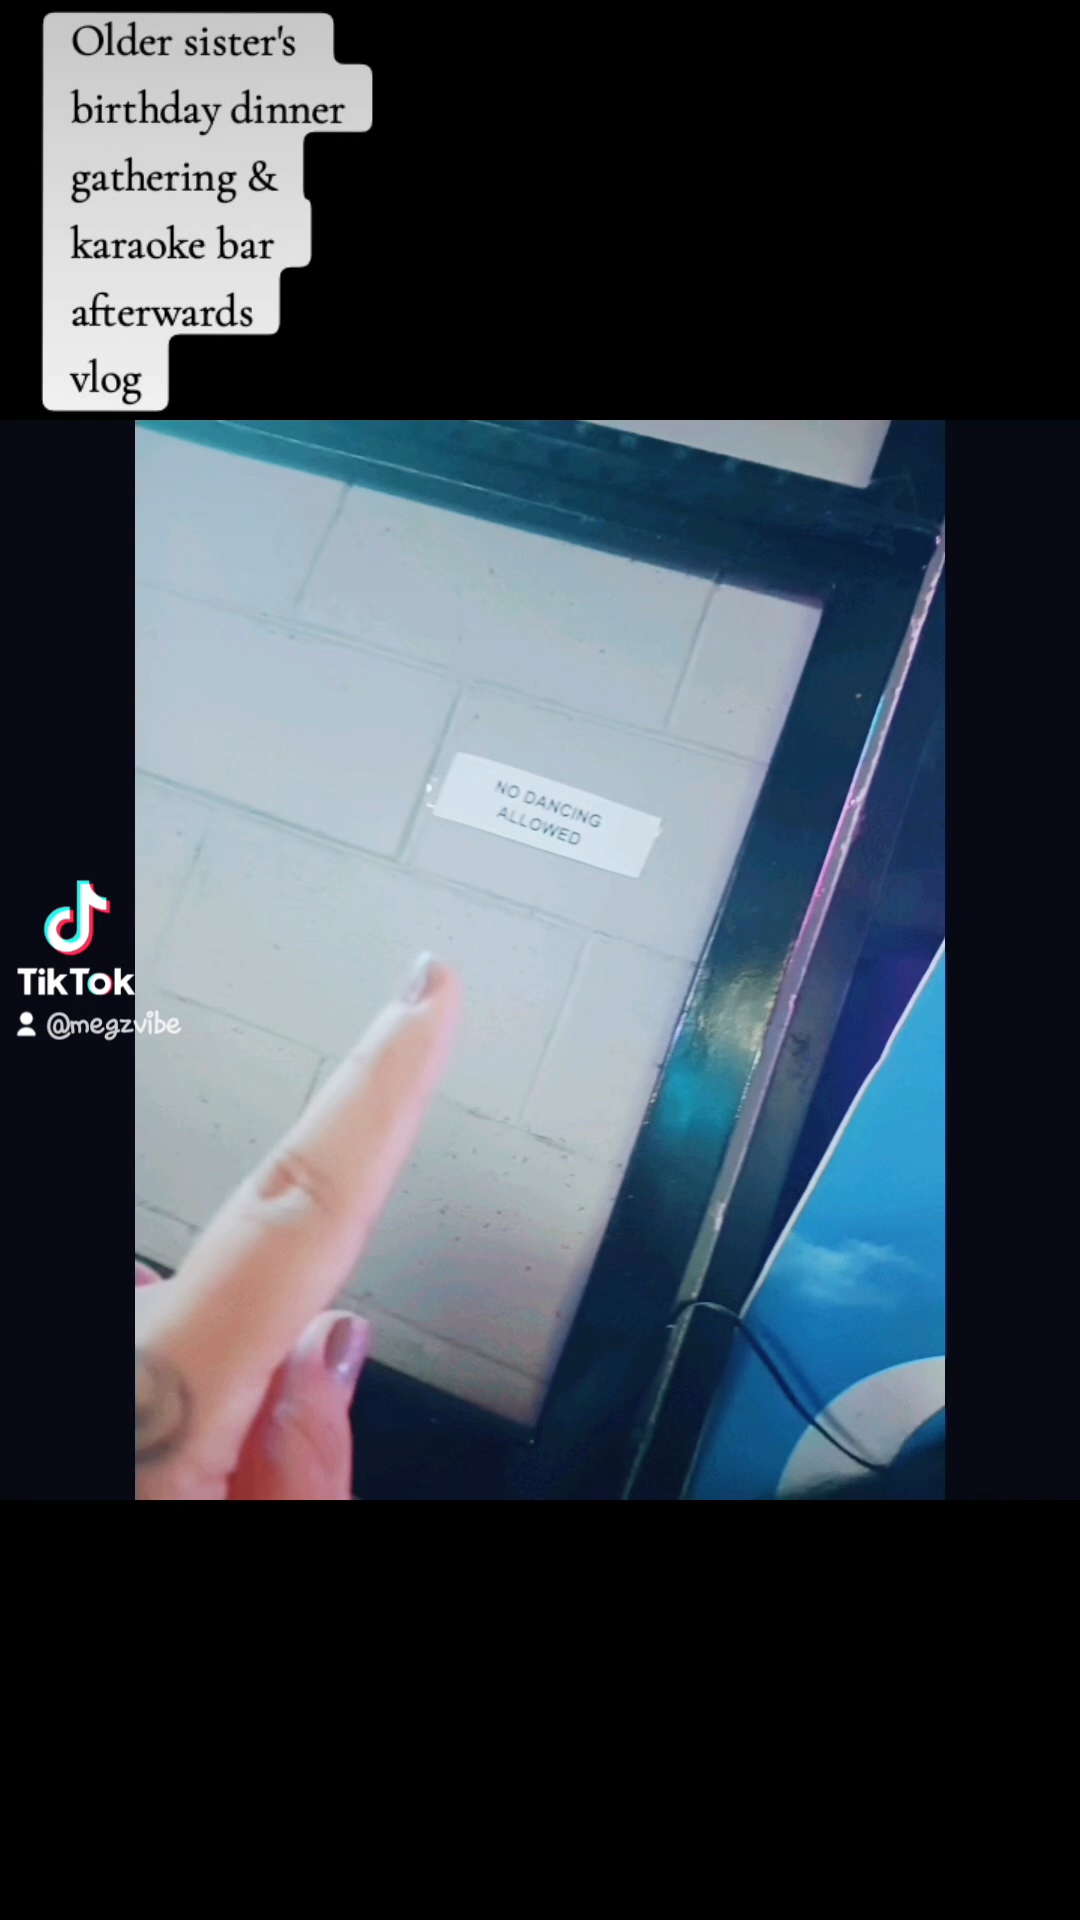 Older sister's
birthday dinner
gathering &
karaoke bar
afterwards
vlog
NO DANCING
ALLOWED
TikTok
@megzvibe